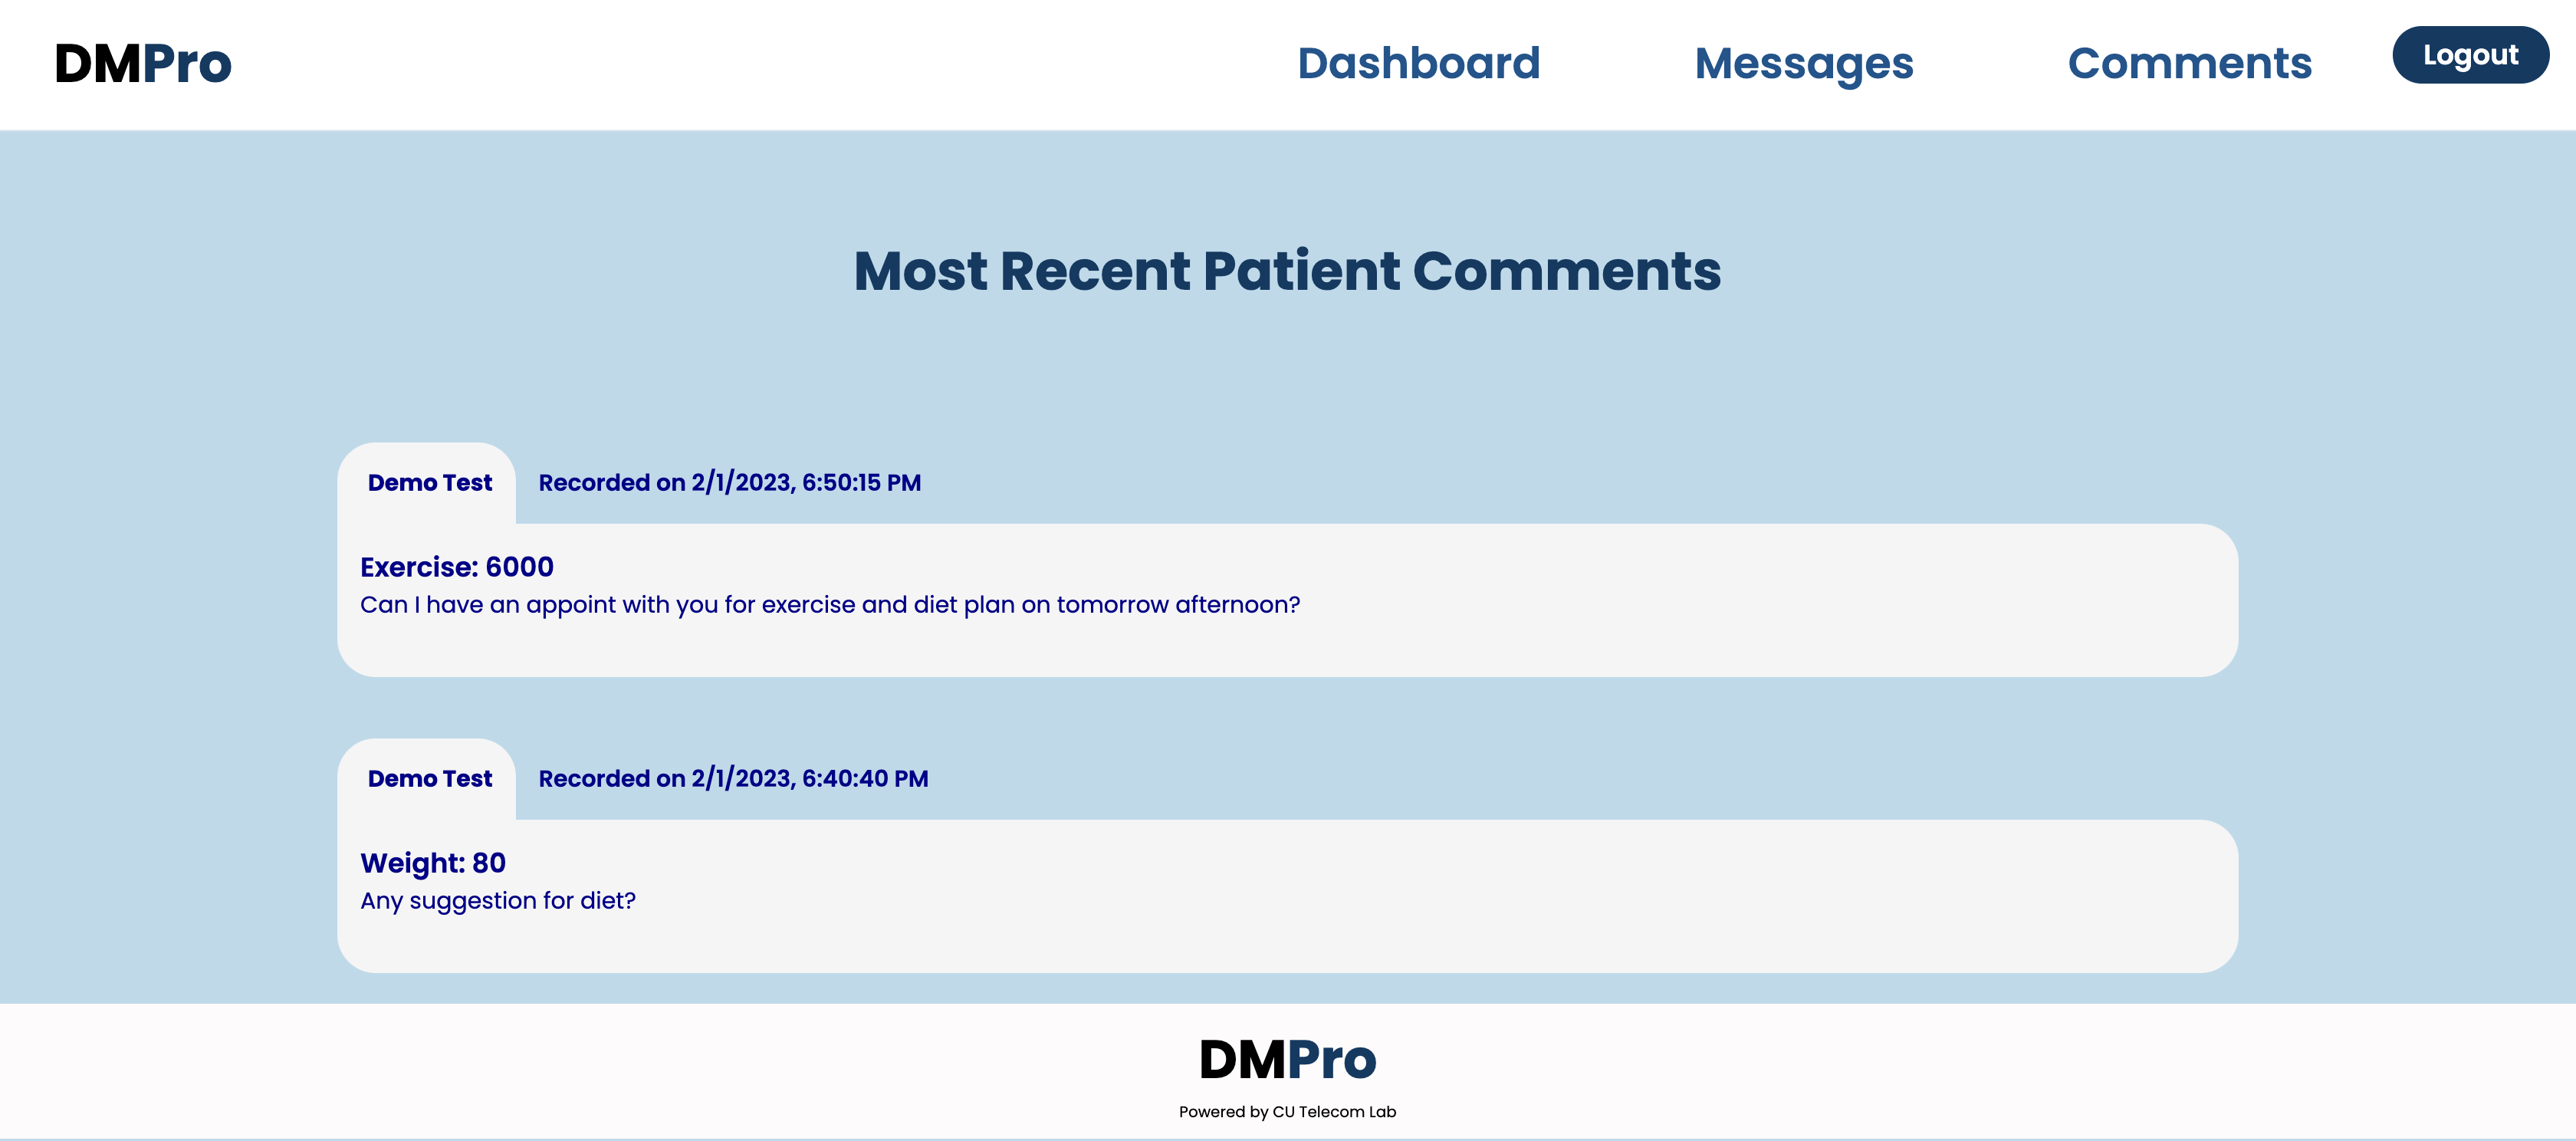 DMPro
Dashboard
Messages
Comments
Logout
Most Recent Patient Comments
Demo Test
Recorded on 2/1/2023, 6:50:15 PM
Exercise: 6000
Can I have an appoint with you for exercise and diet plan on tomorrow afternoon?
Demo Test
Recorded on 2/1/2023, 6:40:40 PM
Weight: 80
Any suggestion for diet?
DMPro
Powered by CU Telecom Lab